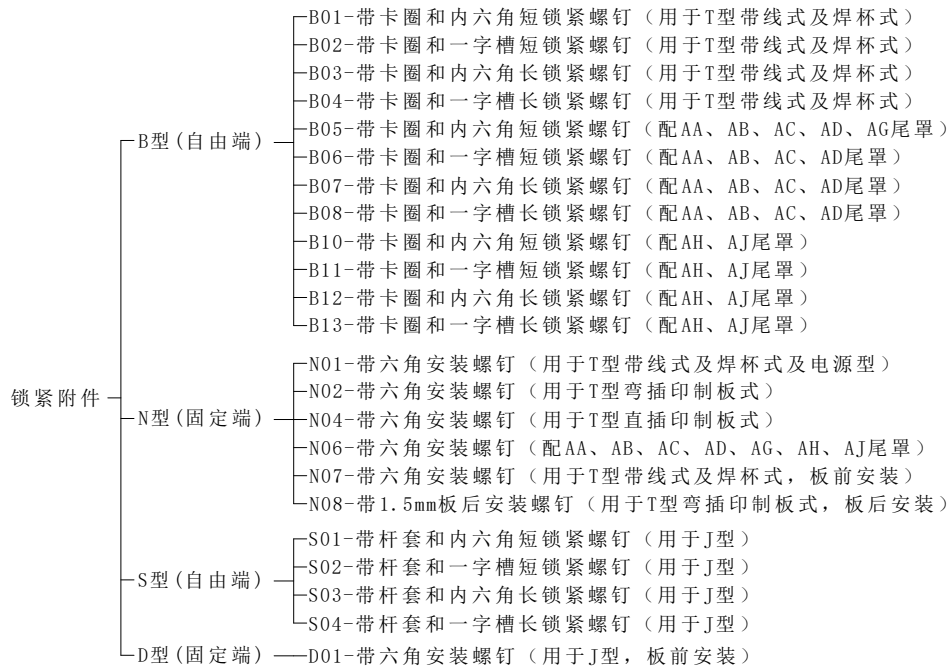 锁紧附件
B型(自由端)
B01-带卡圈和内六角短锁紧螺钉（用于T型带线式及焊杯式）
B02-带卡圈和一字槽短锁紧螺钉（用于T型带线式及焊杯式）
B03-带卡圈和内六角长锁紧螺钉（用于T型带线式及焊杯式）
B04-带卡圈和一字槽长锁紧螺钉（用于T型带线式及焊杯式）
B05-带卡圈和内六角短锁紧螺钉（配AA、AB、AC、AD、AG尾罩）
B06-带卡圈和一字槽短锁紧螺钉（配AA、AB、AC、AD尾罩）
B07-带卡圈和内六角长锁紧螺钉（配AA、AB、AC、AD尾罩）
B08-带卡圈和一字槽长锁紧螺钉（配AA、AB、AC、AD尾罩）
B10-带卡圈和内六角短锁紧螺钉（配AH、AJ尾罩）
B11-带卡圈和一字槽短锁紧螺钉（配AH、AJ尾罩）
B12-带卡圈和内六角长锁紧螺钉（配AH、AJ尾罩）
B13-带卡圈和一字槽长锁紧螺钉（配AH、AJ尾罩）
N型(固定端)
N01-带六角安装螺钉（用于T型带线式及焊杯式及电源型）
N02-带六角安装螺钉（用于T型弯插印制板式）
N04-带六角安装螺钉（用于T型直插印制板式）
N06-带六角安装螺钉（配AA、AB、AC、AD、AG、AH、AJ尾罩）
N07-带六角安装螺钉（用于T型带线式及焊杯式，板前安装）
N08-带1.5mm板后安装螺钉（用于T型弯插印制板式，板后安装）
S型(自由端)
S01-带杆套和内六角短锁紧螺钉（用于J型）
S02-带杆套和一字槽短锁紧螺钉（用于J型）
S03-带杆套和内六角长锁紧螺钉（用于J型）
S04-带杆套和一字槽长锁紧螺钉（用于J型）
D型(固定端)
D01-带六角安装螺钉（用于J型，板前安装）